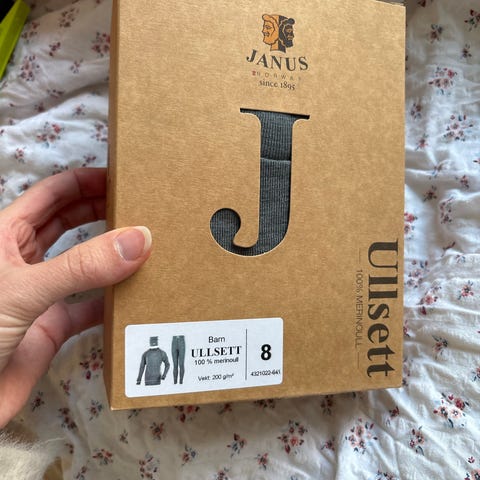 JANUS
NORWAY
since 1895
Ullsett
100% MERINOULL
Barn
ULLSETT
100 % merinoull
Vekt: 200 g/m²
8
4321022-641